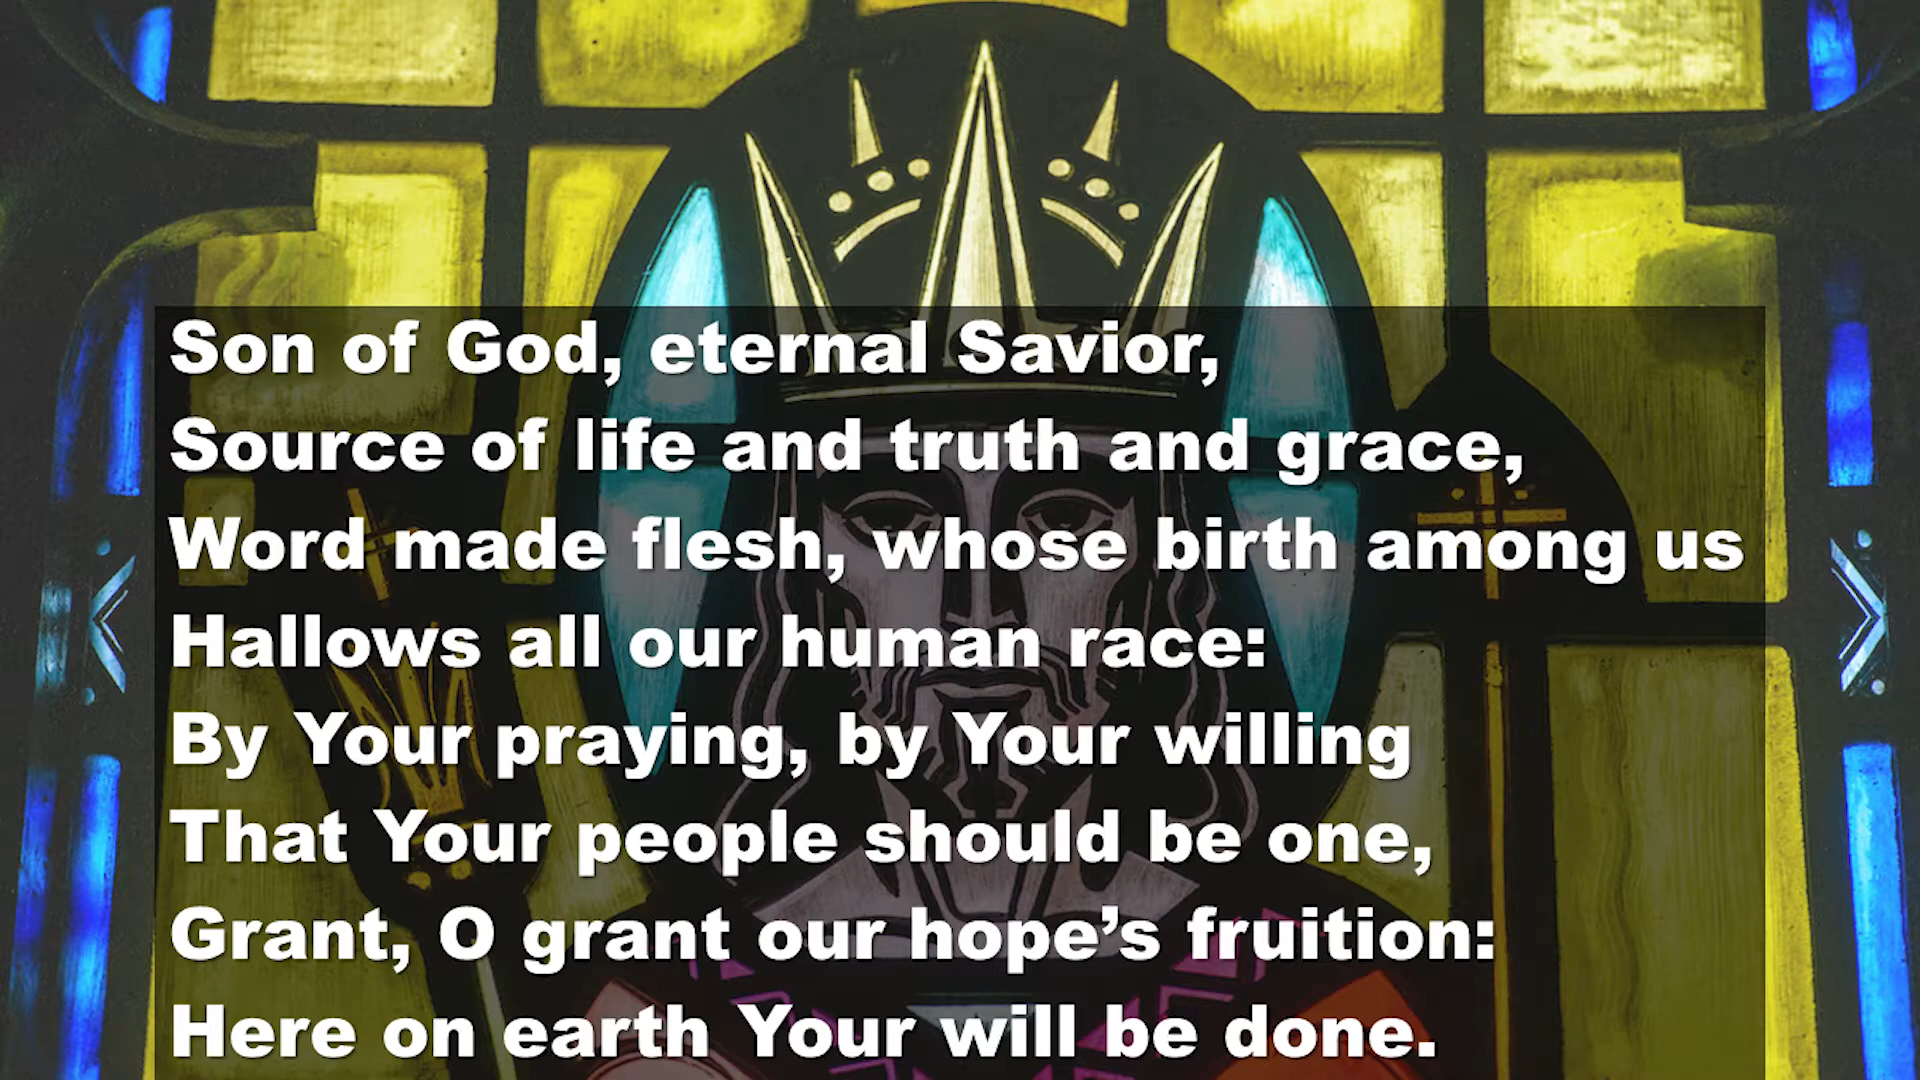 Son of God, eternal Savior,
Source of life and truth and grace,
Word made flesh, whose birth among us
Hallows all our human race:
By Your praying, by Your willing
That Your people should be one,
Grant, O grant our hope’s fruition:
Here on earth Your will be done.